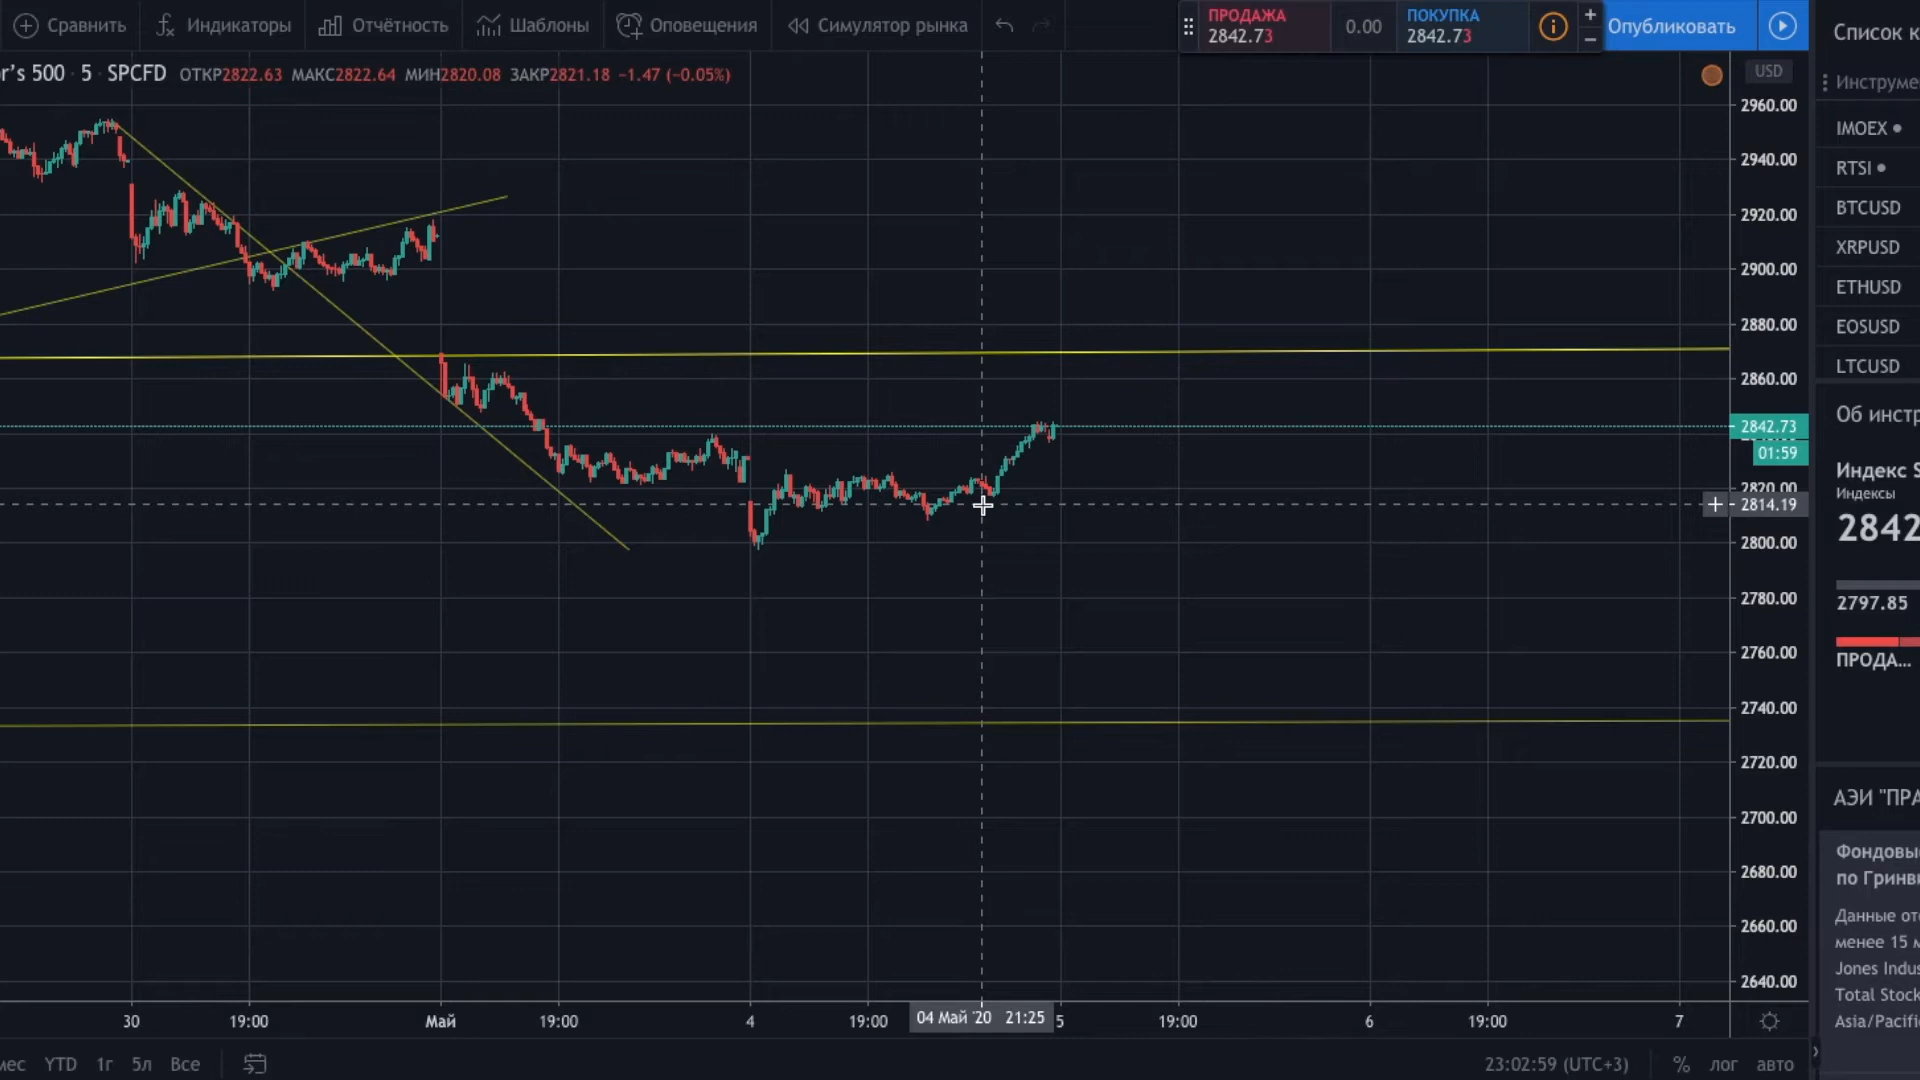 Сравнить
Индикаторы
Отчётность
Шаблоны
Оповещения
Симулятор рынка
ПРОДАЖА
2842.73
0.00
ПОКУПКА
2842.73
Опубликовать
Список к
r's 500 · 5 · SPCFD ОТКР2822.63 МАКС2822.64 МИН2820.08 ЗАКР2821.18 −1.47 (−0.05%)
USD
Инструме
IMOEX
RTSI
BTCUSD
XRPUSD
ETHUSD
EOSUSD
LTCUSD
2960.00
2940.00
2920.00
2900.00
2880.00
2860.00
2842.73
01:59
2820.00
2814.19
2800.00
2780.00
2760.00
2740.00
2720.00
2700.00
2680.00
2660.00
2640.00
Об инстр
Индекс S
Индексы
2842
2797.85
ПРОДА...
АЭИ "ПРА
Фондовые
по Гринви
Данные от
менее 15 м
Jones Indus
Total Stock
Asia/Pacifi
30
19:00
Май
19:00
4
19:00
04 Май '20 21:25
5
19:00
6
19:00
7
мес
YTD
1г
5л
Все
23:02:59 (UTC+3)
%
лог
авто